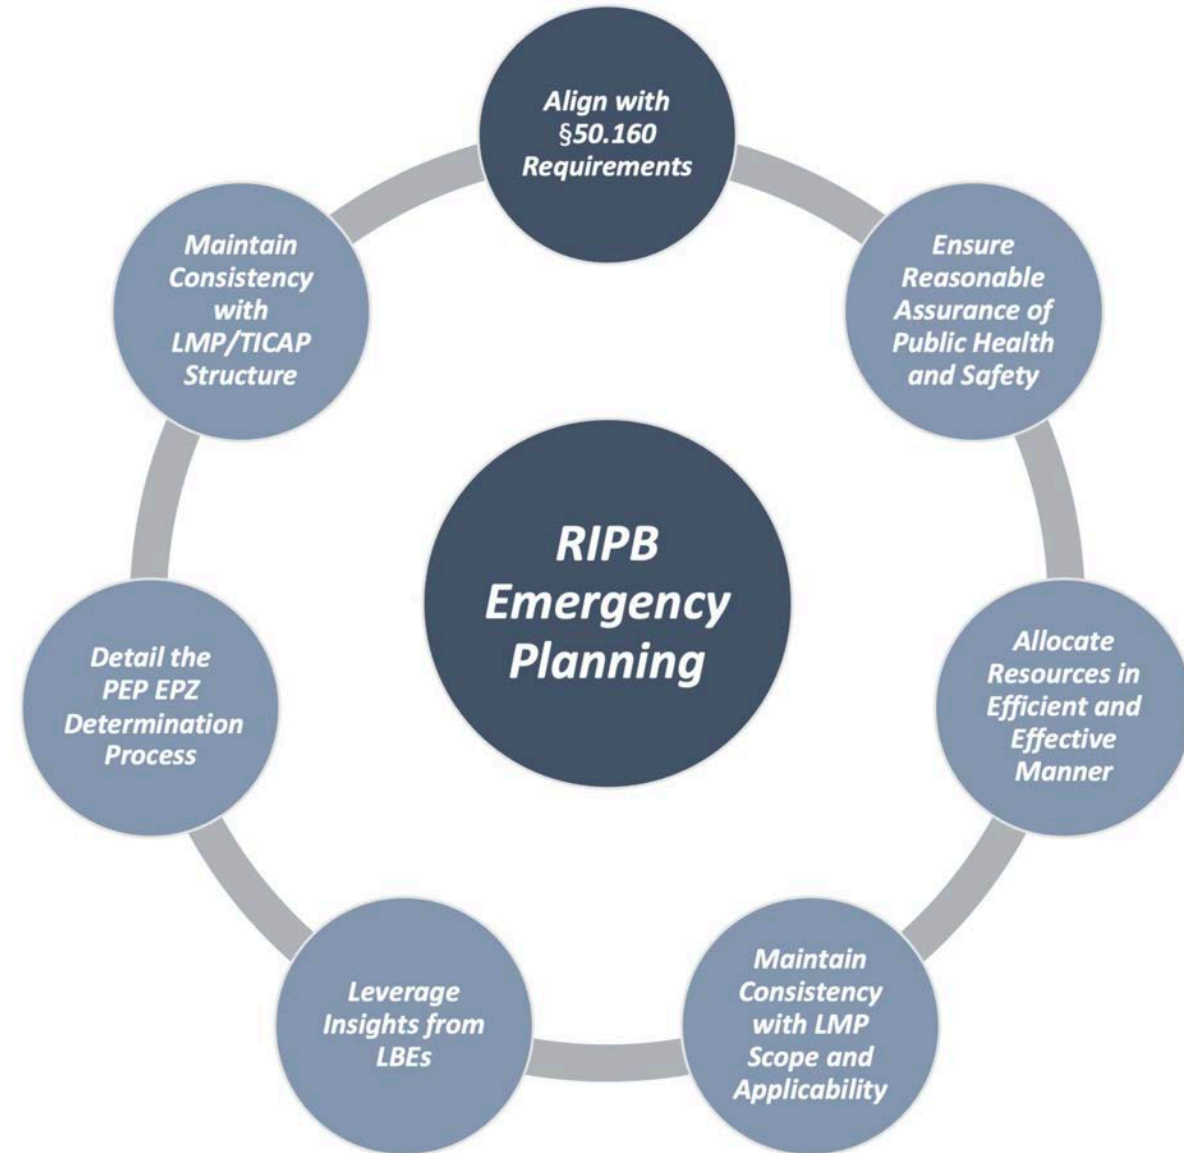 Align with
§50.160
Requirements
Ensure
Reasonable
Assurance of
Public Health
and Safety
Allocate
Resources in
Efficient and
Effective
Manner
Maintain
Consistency
with LMP
Scope and
Applicability
Leverage
Insights from
LBEs
Detail the
PEP EPZ
Determination
Process
Maintain
Consistency
with
LMP/TICAP
Structure
RIPB
Emergency
Planning